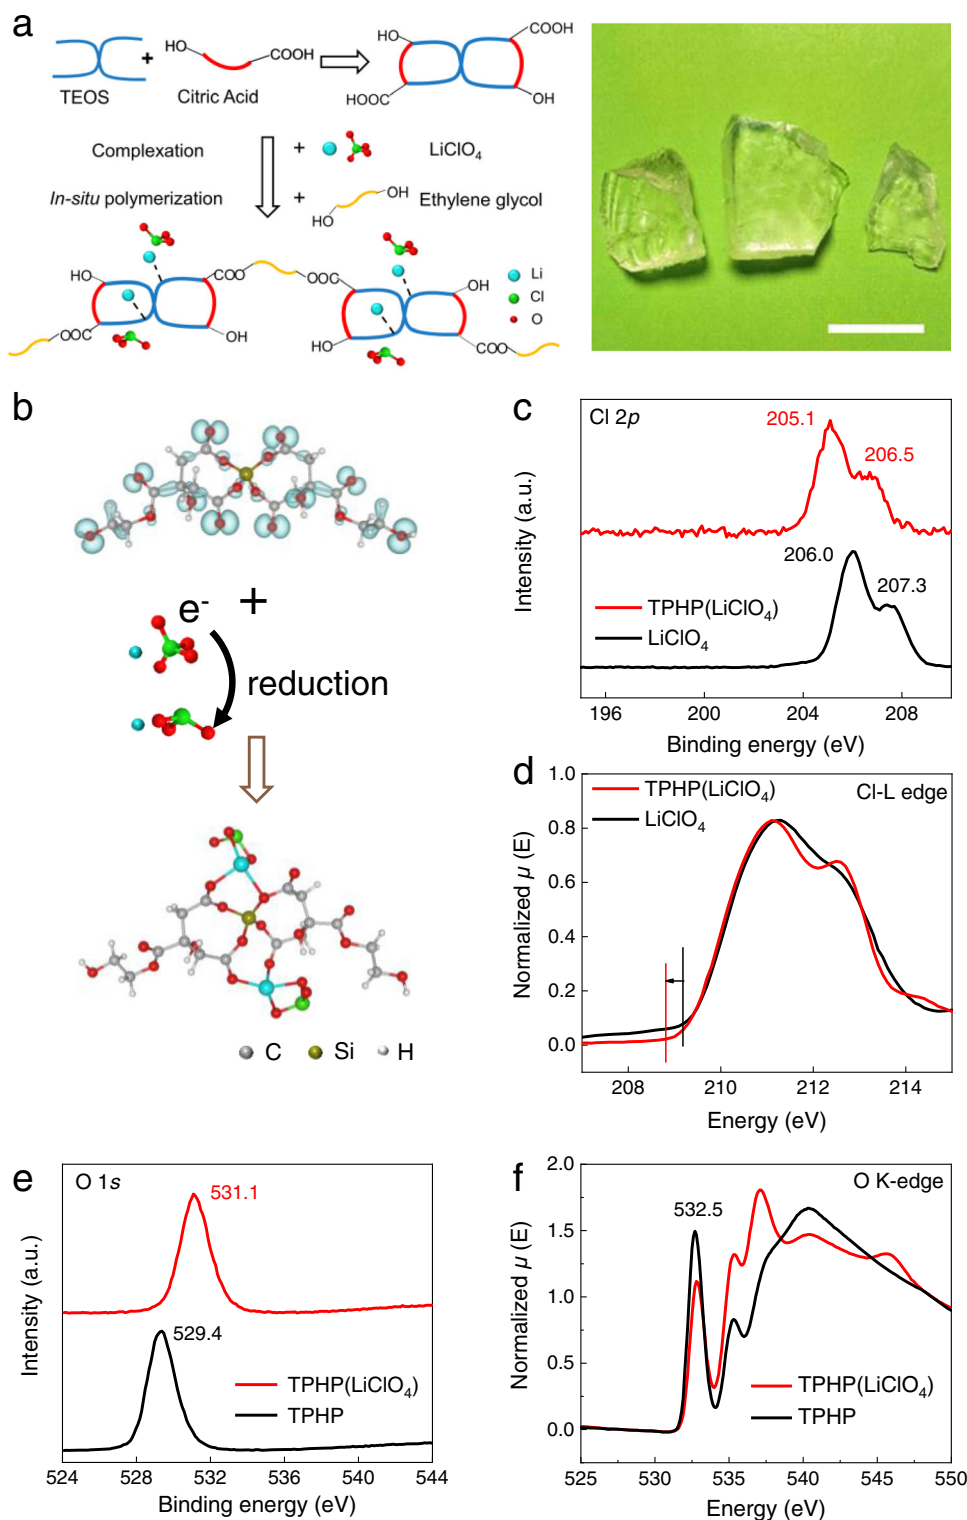 a
HO
COOH
+
TEOS
Citric Acid
HO
COOH
HOOC
OH
Complexation
+
LiClO₄
In-situ polymerization
+
HO
OH
Ethylene glycol
HO
COO
OOC
HO
OOC
OH
HO
COO
OH
Li
Cl
O
b
e⁻ +
reduction
C
Si
H
c
Cl 2p
205.1
206.5
206.0
207.3
TPHP(LiClO₄)
LiClO₄
Intensity (a.u.)
196 200 204 208
Binding energy (eV)
d
TPHP(LiClO₄)
LiClO₄
Cl-L edge
Normalized μ (E)
1.0
0.8
0.6
0.4
0.2
0.0
208 210 212 214
Energy (eV)
e
O 1s
531.1
529.4
TPHP(LiClO₄)
TPHP
Intensity (a.u.)
524 528 532 536 540 544
Binding energy (eV)
f
O K-edge
532.5
TPHP(LiClO₄)
TPHP
Normalized μ (E)
2.0
1.5
1.0
0.5
0.0
525 530 535 540 545 550
Energy (eV)